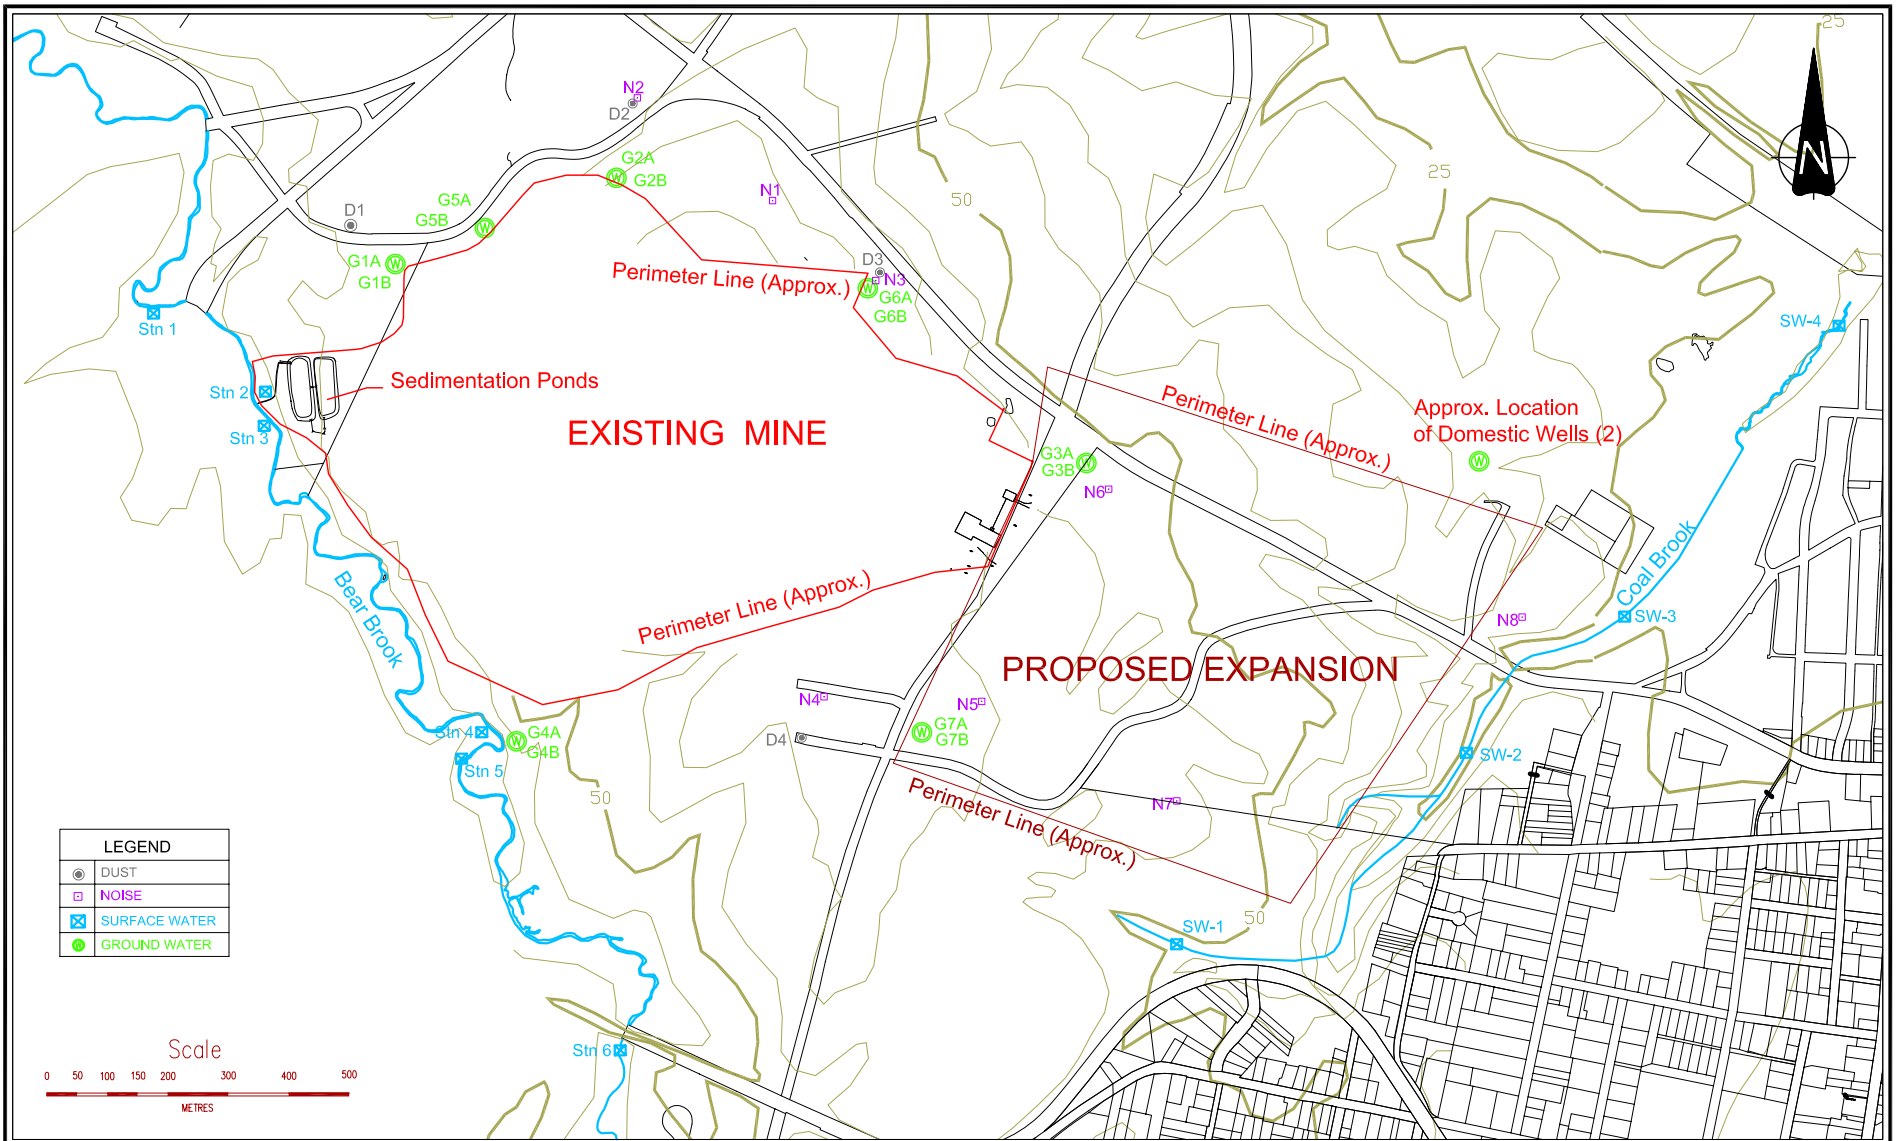 25
N2
D2
G2A
G2B
N1
25
50
N
D1
G5A
G5B
G1A
G1B
D3
N3
G6A
G6B
Perimeter Line (Approx.)
Stn 1
SW-4
Sedimentation Ponds
Stn 2
Stn 3
EXISTING MINE
Perimeter Line (Approx.)
Approx. Location
of Domestic Wells (2)
G3A
G3B
N6
Coal Brook
Bear Brook
Perimeter Line (Approx.)
N8
SW-3
PROPOSED EXPANSION
N4
N5
G7A
G7B
D4
Stn 4
G4A
G4B
Stn 5
SW-2
50
Perimeter Line (Approx.)
N7
LEGEND
DUST
NOISE
SURFACE WATER
GROUND WATER
50
SW-1
Stn 6
Scale
0 50 100 150 200 300 400 500
METRES